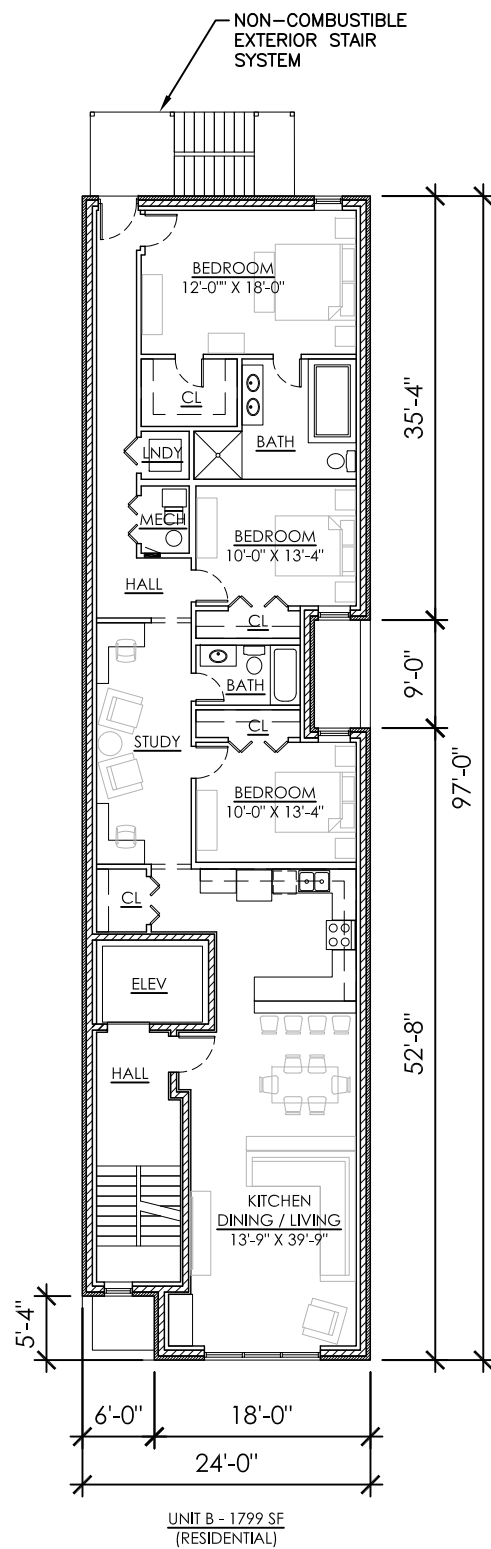 NON-COMBUSTIBLE
EXTERIOR STAIR
SYSTEM
BEDROOM
12'-0"" X 18'-0"
CL
BATH
LNDY
MECH
BEDROOM
10'-0" X 13'-4"
HALL
CL
BATH
STUDY
CL
BEDROOM
10'-0" X 13'-4"
CL
ELEV
HALL
KITCHEN
DINING / LIVING
13'-9" X 39'-9"
35'-4"
9'-0"
97'-0"
52'-8"
5'-4"
6'-0"
18'-0"
24'-0"
UNIT B - 1799 SF
(RESIDENTIAL)